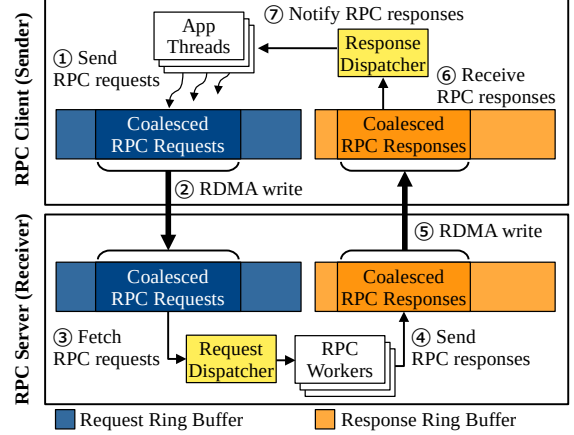 RPC Client (Sender)
① Send
RPC requests
App
Threads
⑦ Notify RPC responses
Response
Dispatcher
⑥ Receive
RPC responses
Coalesced
RPC Requests
Coalesced
RPC Responses
② RDMA write
RPC Server (Receiver)
⑤ RDMA write
Coalesced
RPC Requests
Coalesced
RPC Responses
③ Fetch
RPC requests
Request
Dispatcher
RPC
Workers
④ Send
RPC responses
Request Ring Buffer
Response Ring Buffer